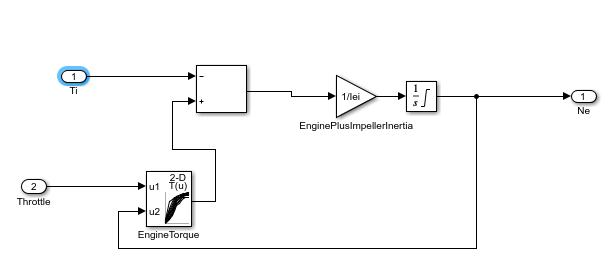 1
Ti
−
+
1/Iei
EnginePlusImpellerInertia
1
s
1
Ne
2
Throttle
2-D
T(u)
u1
u2
EngineTorque